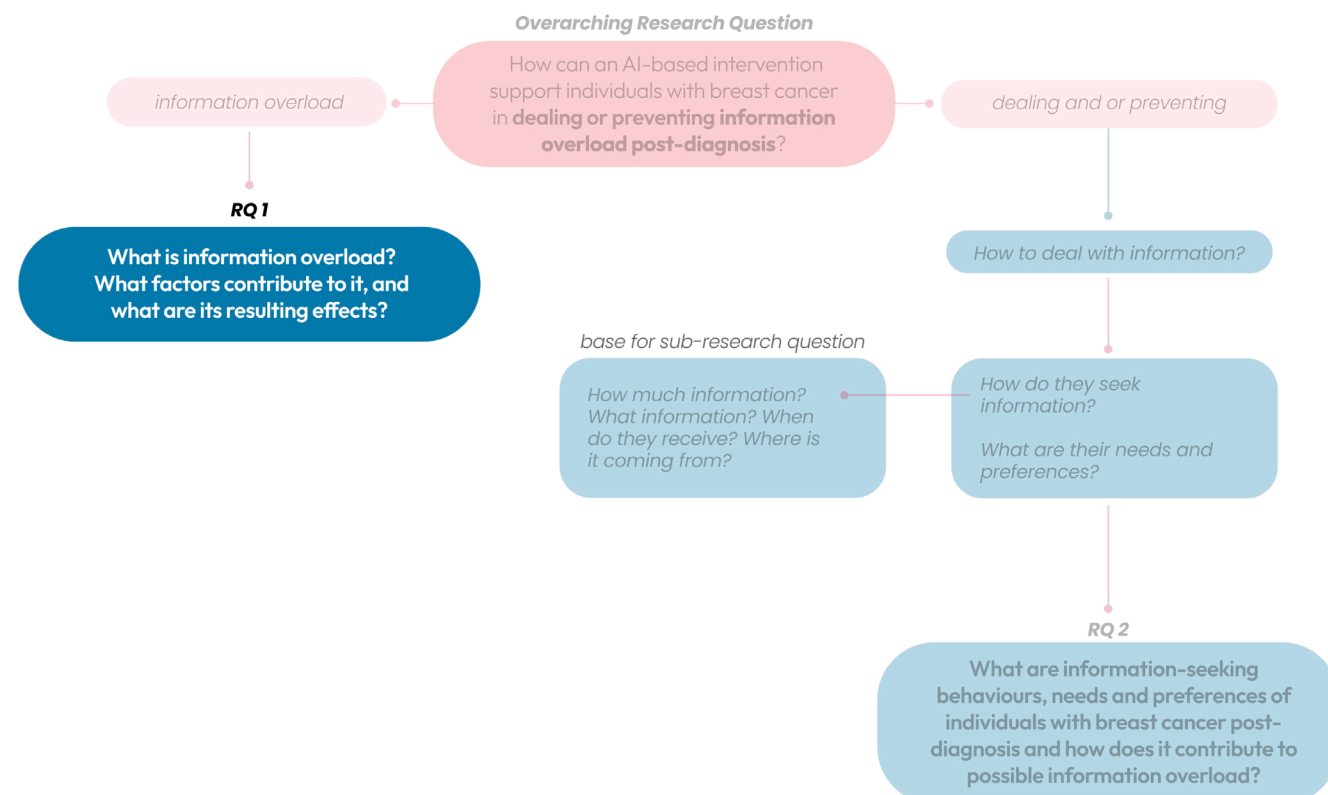 Overarching Research Question
How can an AI-based intervention
support individuals with breast cancer
in dealing or preventing information
overload post-diagnosis?
information overload
dealing and or preventing
RQ 1
What is information overload?
What factors contribute to it, and
what are its resulting effects?
How to deal with information?
base for sub-research question
How much information?
What information? When
do they receive? Where is
it coming from?
How do they seek
information?
What are their needs and
preferences?
RQ 2
What are information-seeking
behaviours, needs and preferences of
individuals with breast cancer post-
diagnosis and how does it contribute to
possible information overload?